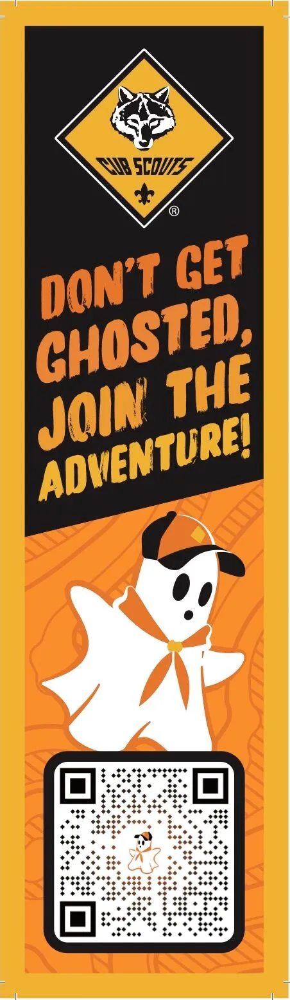 CUB SCOUTS
®
DON'T GET
GHOSTED,
JOIN THE
ADVENTURE!